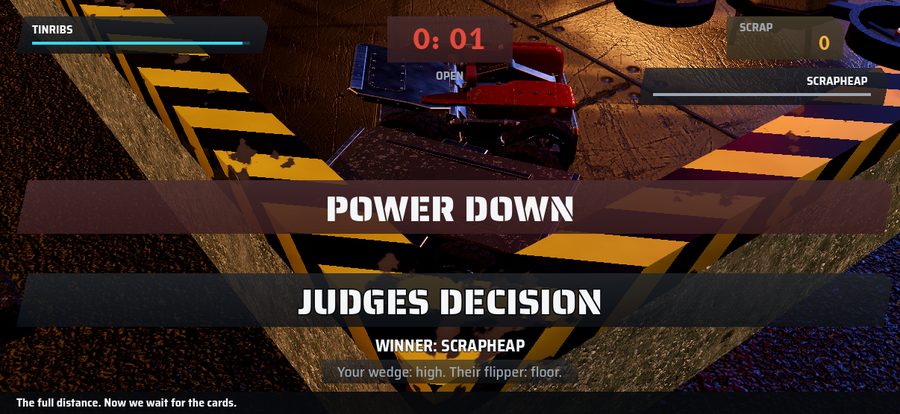 TINRIBS
0: 01
SCRAP
0
OPEN
SCRAPHEAP
POWER DOWN
JUDGES DECISION
WINNER: SCRAPHEAP
Your wedge: high. Their flipper: floor.
The full distance. Now we wait for the cards.